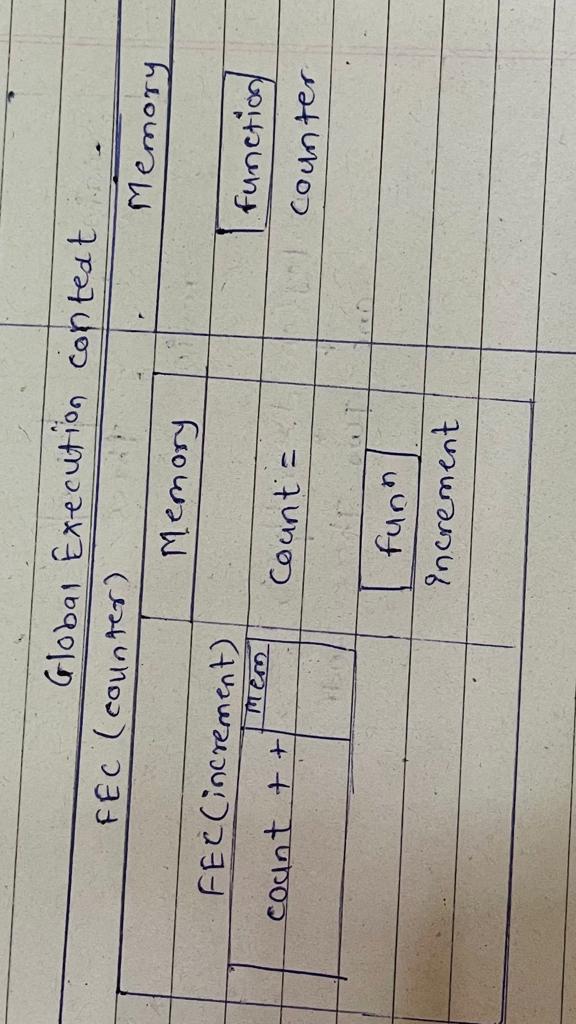 Global Execution context
FEC (counter)
Memory
Memory
FEC (increment)
Mem
count ++
Count =
function
counter
funn
increment